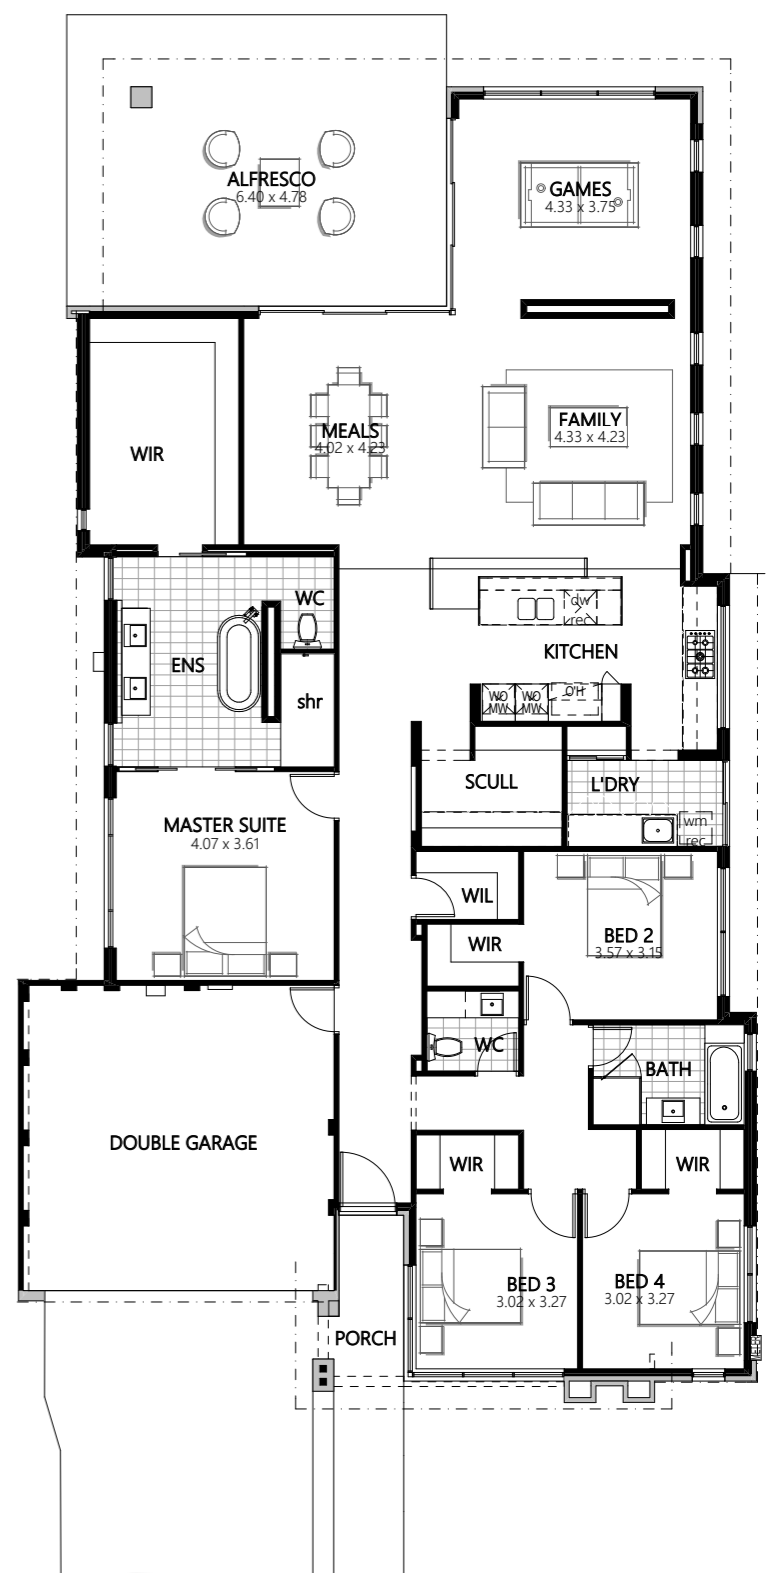 ALFRESCO
6.40 x 4.78
GAMES
4.33 x 3.75
WIR
MEALS
4.02 x 4.23
FAMILY
4.33 x 4.23
WC
ENS
shr
dw
rec
KITCHEN
WO
MW
WO
MW
O'H
SCULL
L'DRY
wm
rec
MASTER SUITE
4.07 x 3.61
WIL
WIR
BED 2
3.57 x 3.15
WC
BATH
DOUBLE GARAGE
WIR
WIR
BED 3
3.02 x 3.27
BED 4
3.02 x 3.27
PORCH